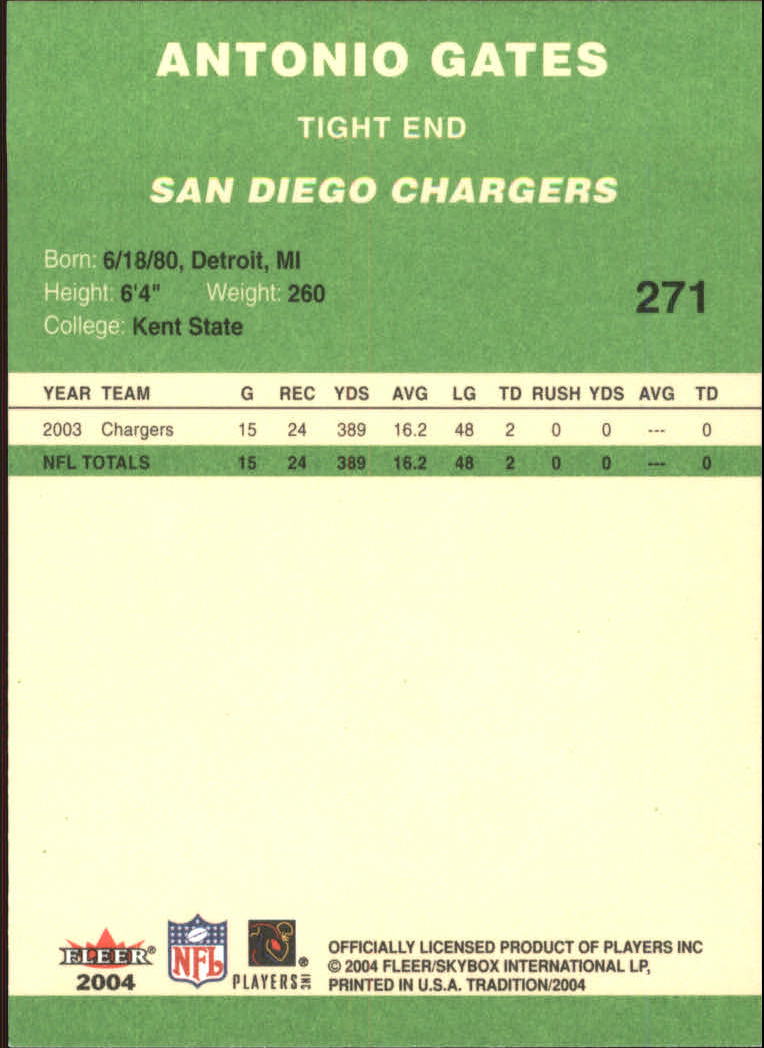 ANTONIO GATES
TIGHT END
SAN DIEGO CHARGERS
Born: 6/18/80, Detroit, MI
Height: 6'4" Weight: 260
College: Kent State
271
YEAR TEAM G REC YDS AVG LG TD RUSH YDS AVG TD
2003 Chargers 15 24 389 16.2 48 2 0 0 --- 0
NFL TOTALS 15 24 389 16.2 48 2 0 0 --- 0
FLEER®
2004
NFL
PLAYERS INC ®
OFFICIALLY LICENSED PRODUCT OF PLAYERS INC
© 2004 FLEER/SKYBOX INTERNATIONAL LP,
PRINTED IN U.S.A. TRADITION/2004